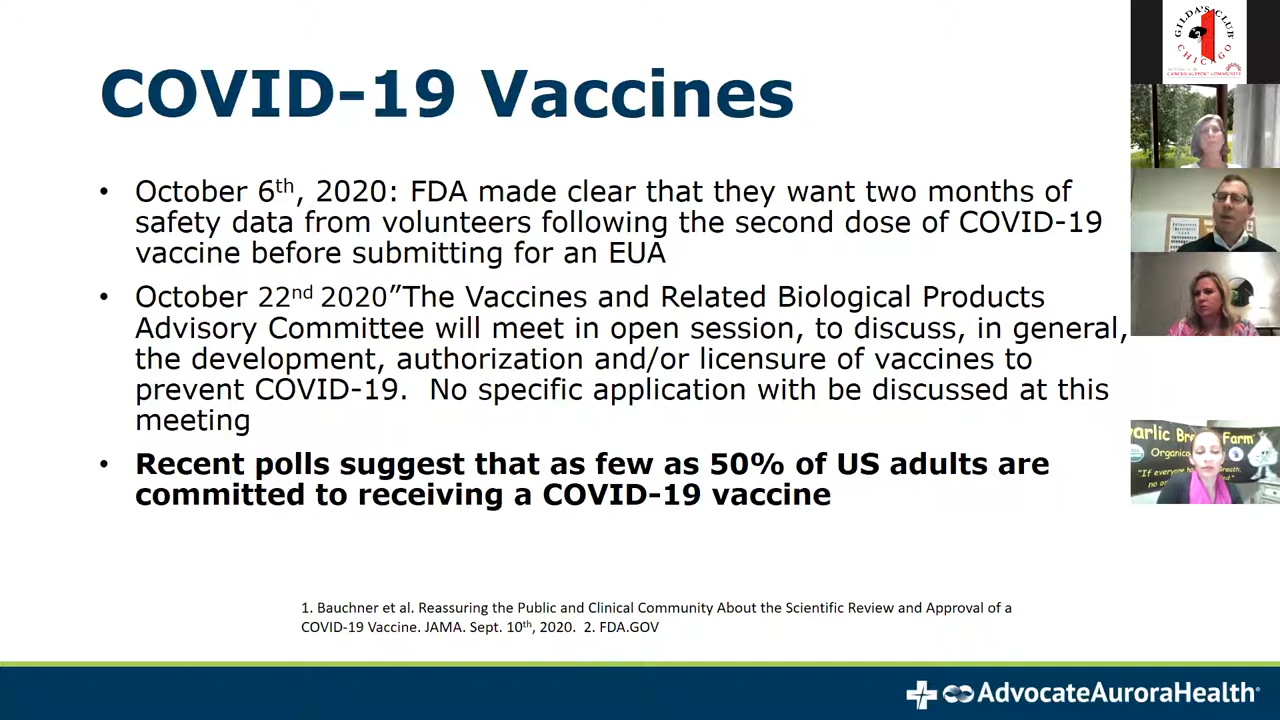 COVID-19 Vaccines
• October 6th, 2020: FDA made clear that they want two months of
safety data from volunteers following the second dose of COVID-19
vaccine before submitting for an EUA
• October 22nd 2020”The Vaccines and Related Biological Products
Advisory Committee will meet in open session, to discuss, in general,
the development, authorization and/or licensure of vaccines to
prevent COVID-19.  No specific application with be discussed at this
meeting
• Recent polls suggest that as few as 50% of US adults are
committed to receiving a COVID-19 vaccine
1. Bauchner et al. Reassuring the Public and Clinical Community About the Scientific Review and Approval of a
COVID-19 Vaccine. JAMA. Sept. 10th, 2020.  2. FDA.GOV
AdvocateAuroraHealth
GILDA'S CLUB
CHICAGO
CANCER SUPPORT COMMUNITY
Farm
Organic
"If everyone